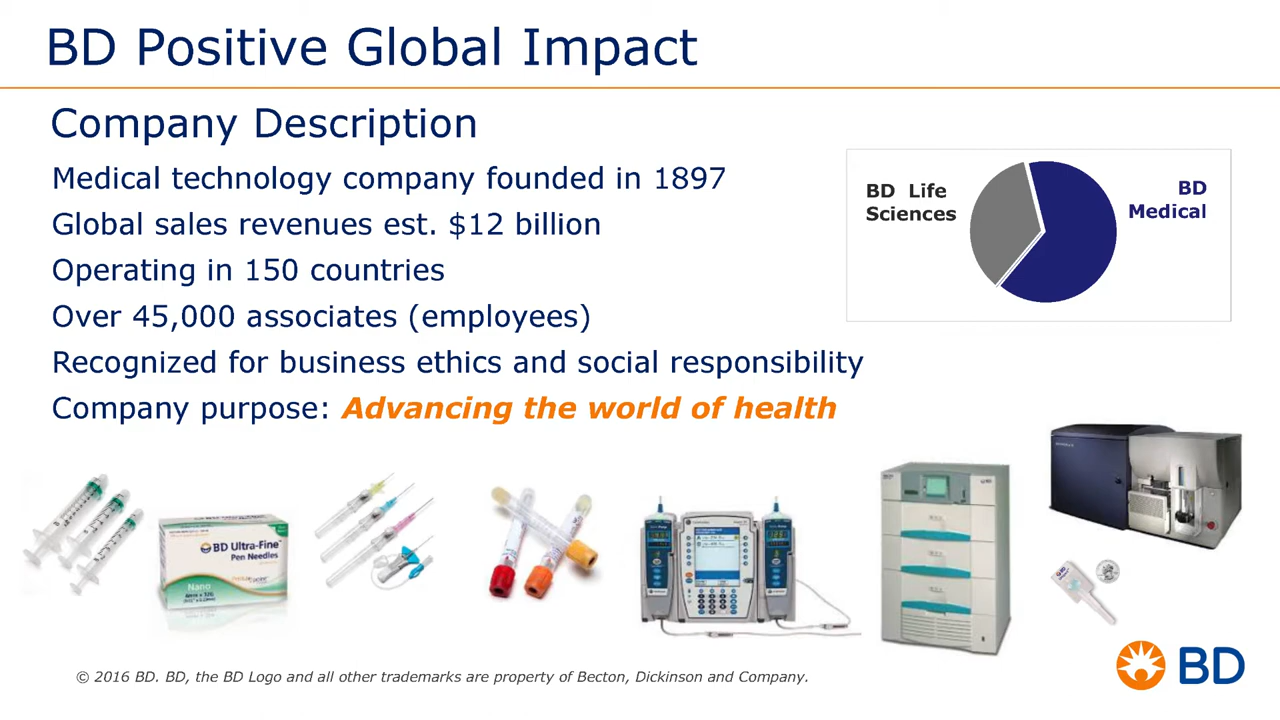 BD Positive Global Impact
Company Description
Medical technology company founded in 1897
Global sales revenues est. $12 billion
Operating in 150 countries
Over 45,000 associates (employees)
Recognized for business ethics and social responsibility
Company purpose: Advancing the world of health
BD Life
Sciences
BD
Medical
BD Ultra-Fine
Pen Needles
Nano
© 2016 BD. BD, the BD Logo and all other trademarks are property of Becton, Dickinson and Company.
BD